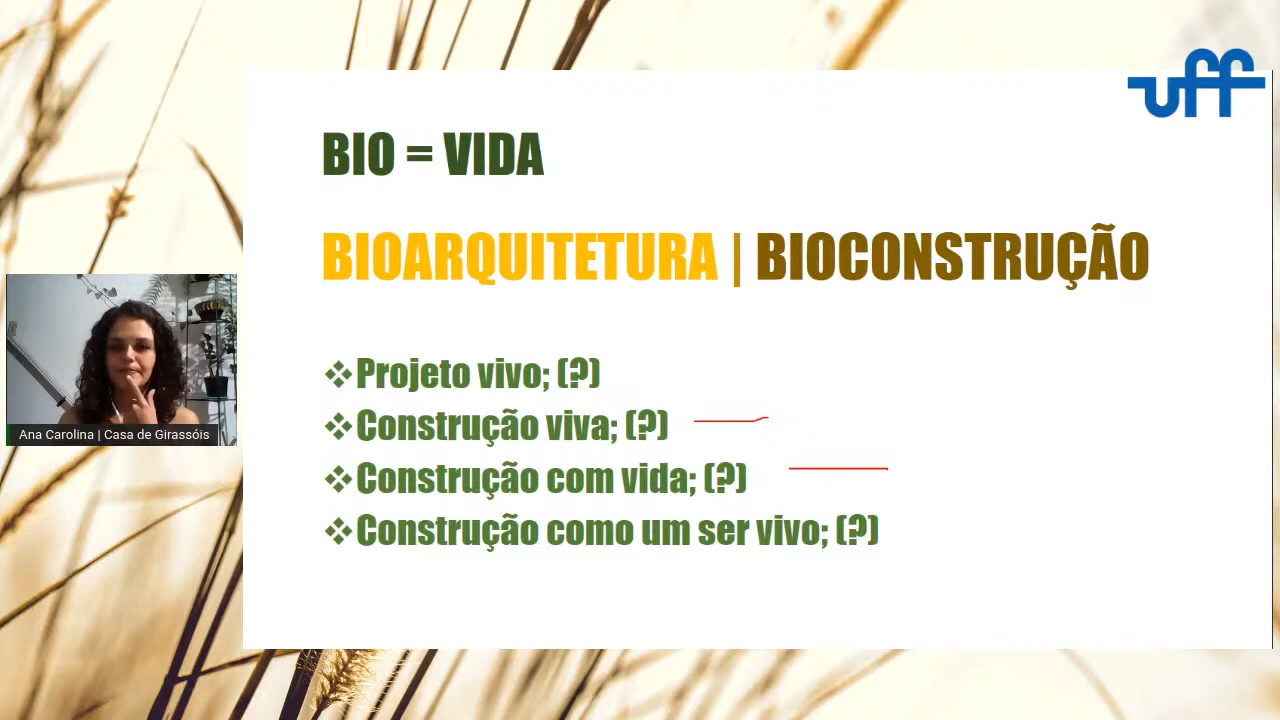 uff
BIO = VIDA
BIOARQUITETURA | BIOCONSTRUÇÃO
❖Projeto vivo; (?)
❖Construção viva; (?)
❖Construção com vida; (?)
❖Construção como um ser vivo; (?)
Ana Carolina | Casa de Girassóis